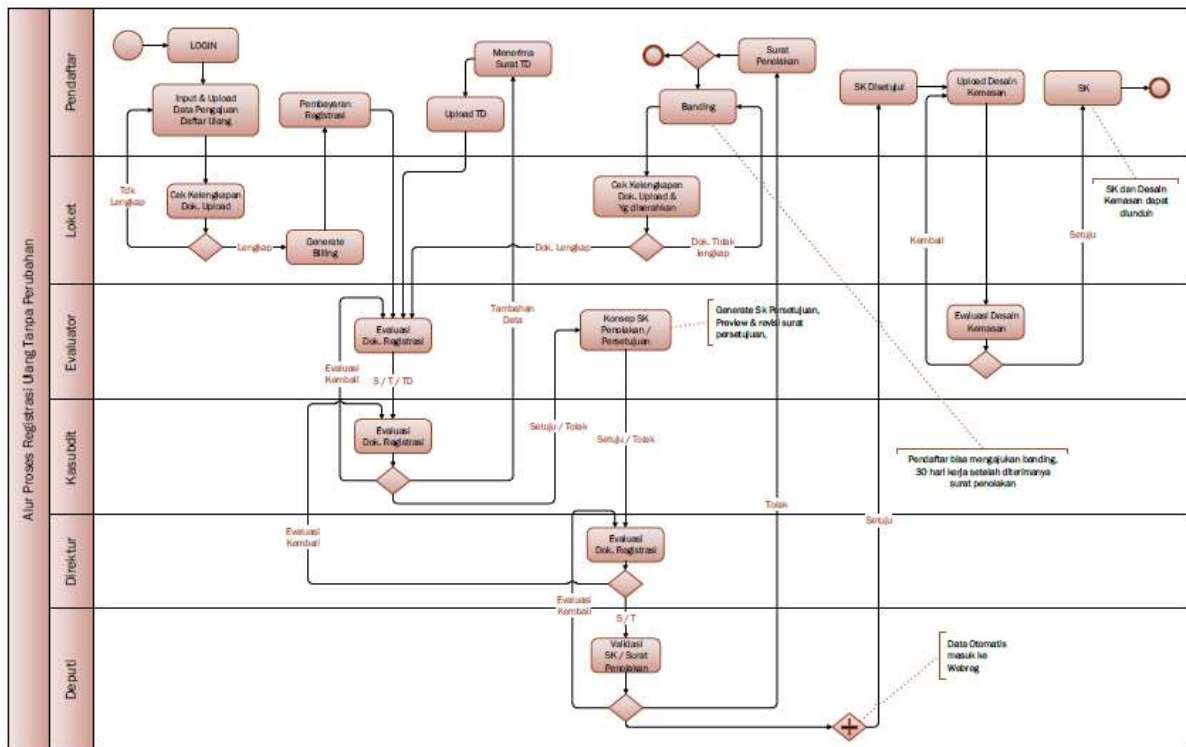 Alur Proses Registrasi Ulang Tanpa Perubahan
Pendaftar
LOGIN
Input & Upload
Data Pengajuan
Daftar Ulang
Pembayaran
Registrasi
Menerima
Surat TD
Upload TD
Surat
Penolakan
Banding
SK Disetujui
Upload Desain
Kemasan
SK
Loket
Tdk
Lengkap
Cek Kelengkapan
Dok. Upload
Lengkap
Generate
Billing
Cek Kelengkapan
Dok. Upload &
Yg diserahkan
Dok. Lengkap
Dok. Tidak
lengkap
Kembali
Setuju
SK dan Desain
Kemasan dapat
diunduh
Evaluator
Evaluasi
Dok. Registrasi
Evaluasi
Kembali
S / T / TD
Tambahan
Data
Konsep SK
Penolakan /
Persetujuan
Generate Sk Persetujuan,
Preview & revisi surat
persetujuan,
Evaluasi Desain
Kemasan
Kasubdit
Evaluasi
Dok. Registrasi
Setuju / Tolak
Setuju / Tolak
Pendaftar bisa mengajukan banding,
30 hari kerja setelah diterimanya
surat penolakan
Tolak
Setuju
Direktur
Evaluasi
Kembali
Evaluasi
Dok. Registrasi
Evaluasi
Kembali
S / T
Deputi
Validasi
SK / Surat
Penolakan
Data Otomatis
masuk ke
Webreg